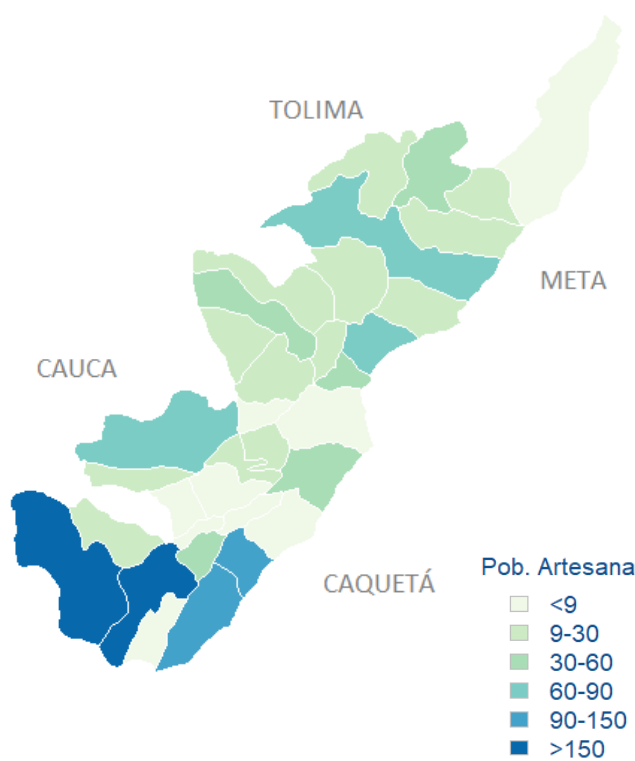 TOLIMA
META
CAUCA
CAQUETÁ
Pob. Artesana
<9
9-30
30-60
60-90
90-150
>150